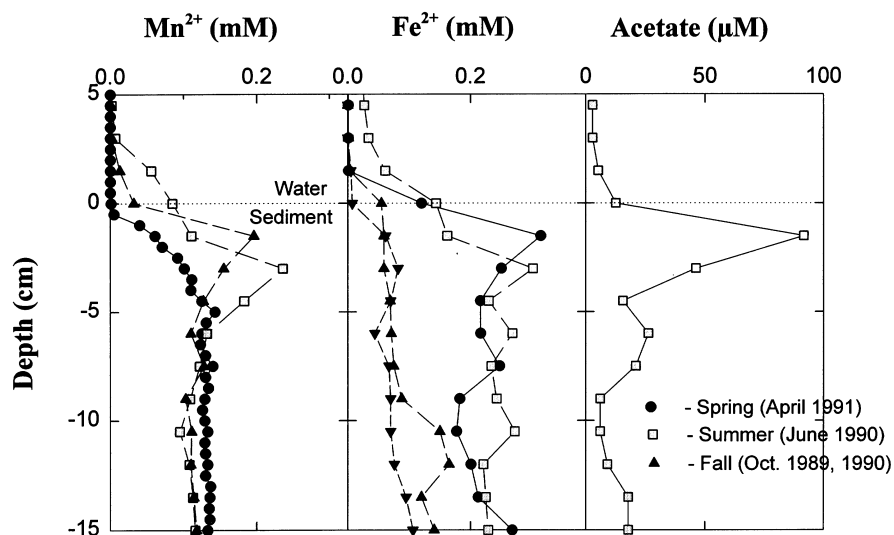 Mn²⁺ (mM) Fe²⁺ (mM) Acetate (μM)
0.0 0.2 0.0 0.2 0 50 100
5
0
-5
-10
-15
Depth (cm)
Water
Sediment
- Spring (April 1991)
- Summer (June 1990)
- Fall (Oct. 1989, 1990)